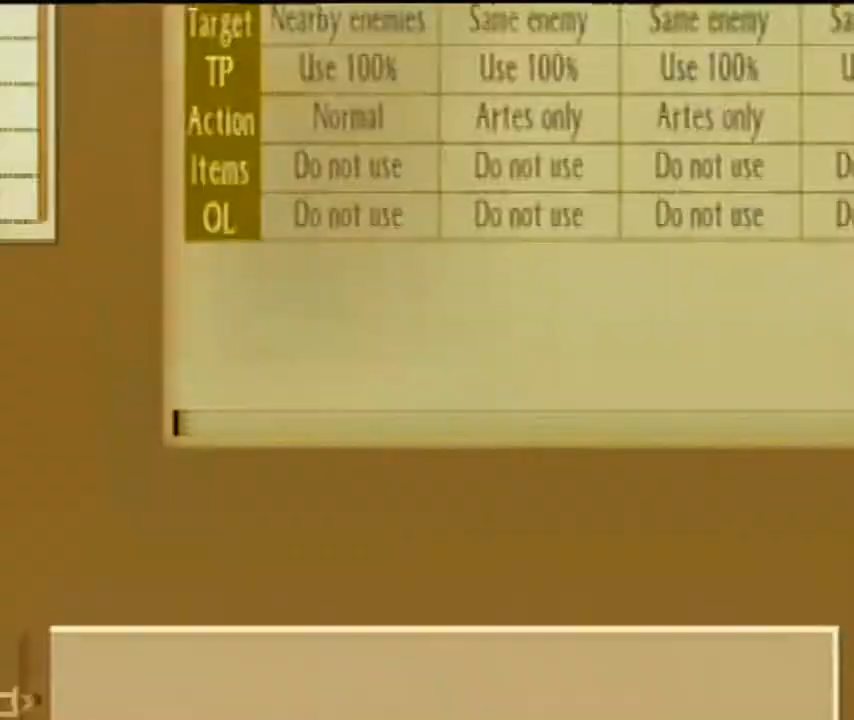 Target Nearby enemies Same enemy Same enemy
TP Use 100% Use 100% Use 100%
Action Normal Artes only Artes only
Items Do not use Do not use Do not use
OL Do not use Do not use Do not use